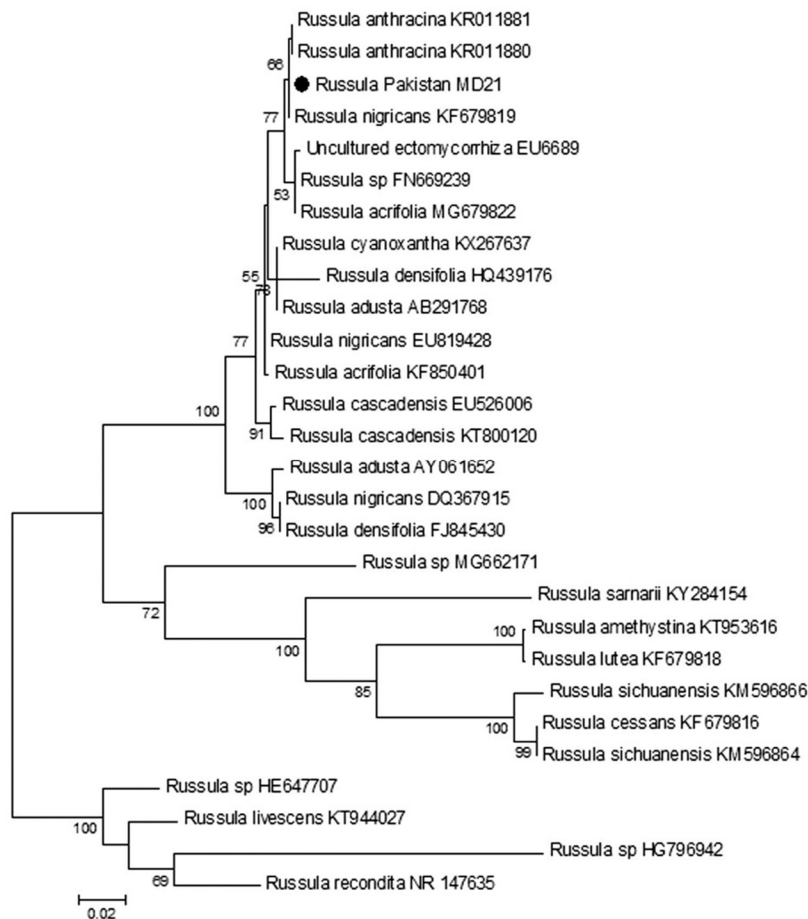 Russula anthracina KR011881
Russula anthracina KR011880
66
Russula Pakistan MD21
77
Russula nigricans KF679819
Uncultured ectomycorrhiza EU6689
Russula sp FN669239
53
Russula acrifolia MG679822
Russula cyanoxantha KX267637
55
Russula densifolia HQ439176
Russula adusta AB291768
77
Russula nigricans EU819428
Russula acrifolia KF850401
Russula cascadensis EU526006
100
91
Russula cascadensis KT800120
Russula adusta AY061652
100
Russula nigricans DQ367915
96
Russula densifolia FJ845430
Russula sp MG662171
72
Russula sarnarii KY284154
100
100
Russula amethystina KT953616
Russula lutea KF679818
85
Russula sichuanensis KM596866
100
Russula cessans KF679816
99
Russula sichuanensis KM596864
Russula sp HE647707
100
Russula livescens KT944027
Russula sp HG796942
69
Russula recondita NR 147635
0.02